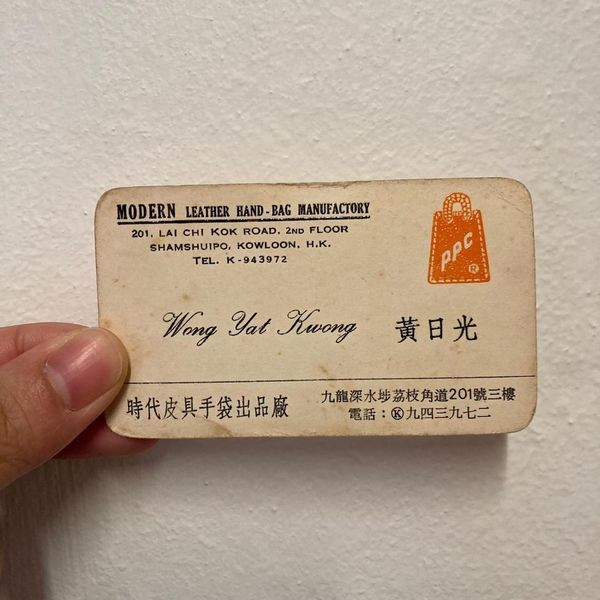 MODERN LEATHER HAND-BAG MANUFACTORY
201, LAI CHI KOK ROAD, 2ND FLOOR
SHAMSHUIPO, KOWLOON, H.K.
TEL. K-943972
PPC
®
Wong Yat Kwong 黃日光
時代皮具手袋出品廠
九龍深水埗荔枝角道201號三樓
電話：Ⓚ九四三九七二